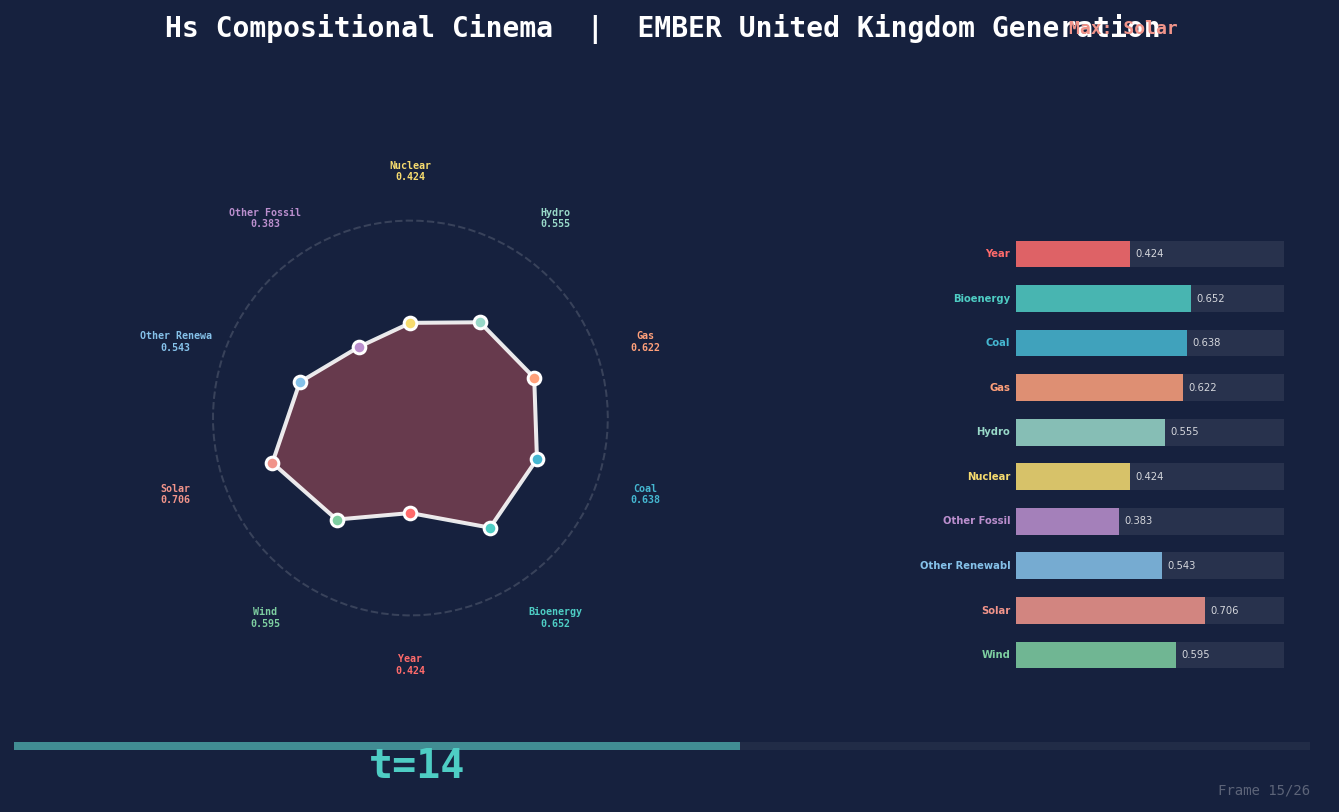 Hs Compositional Cinema | EMBER United Kingdom Generation
Max: Solar
Nuclear
0.424
Other Fossil
0.383
Hydro
0.555
Other Renewa
0.543
Gas
0.622
Solar
0.706
Coal
0.638
Wind
0.595
Bioenergy
0.652
Year
0.424
Year 0.424
Bioenergy 0.652
Coal 0.638
Gas 0.622
Hydro 0.555
Nuclear 0.424
Other Fossil 0.383
Other Renewabl 0.543
Solar 0.706
Wind 0.595
t=14
Frame 15/26